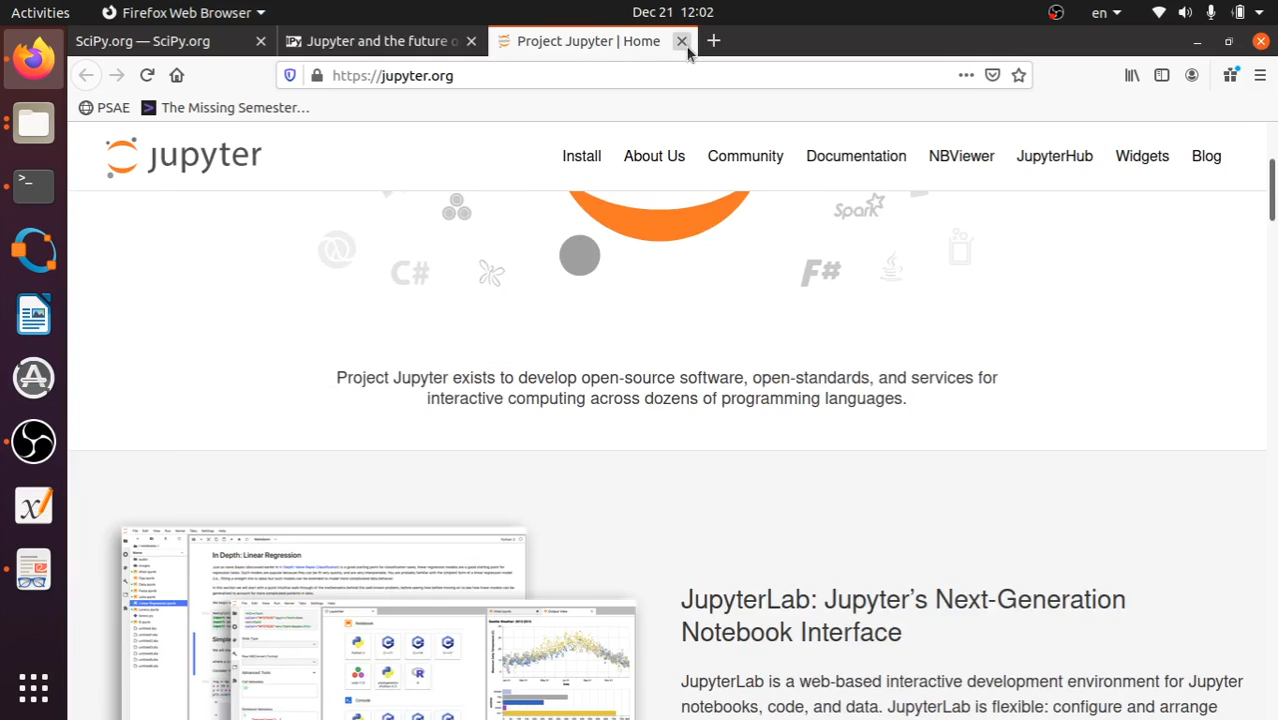 Activities
Firefox Web Browser
Dec 21 12:02
en
SciPy.org — SciPy.org
Jupyter and the future o
Project Jupyter | Home
https://jupyter.org
PSAE
The Missing Semester…
jupyter
Install
About Us
Community
Documentation
NBViewer
JupyterHub
Widgets
Blog
Spark
C#
F#
Project Jupyter exists to develop open-source software, open-standards, and services for
interactive computing across dozens of programming languages.
In Depth: Linear Regression
JupyterLab: Jupyter's Next-Generation
Notebook Interface
JupyterLab is a web-based interactive development environment for Jupyter
notebooks, code, and data. JupyterLab is flexible: configure and arrange